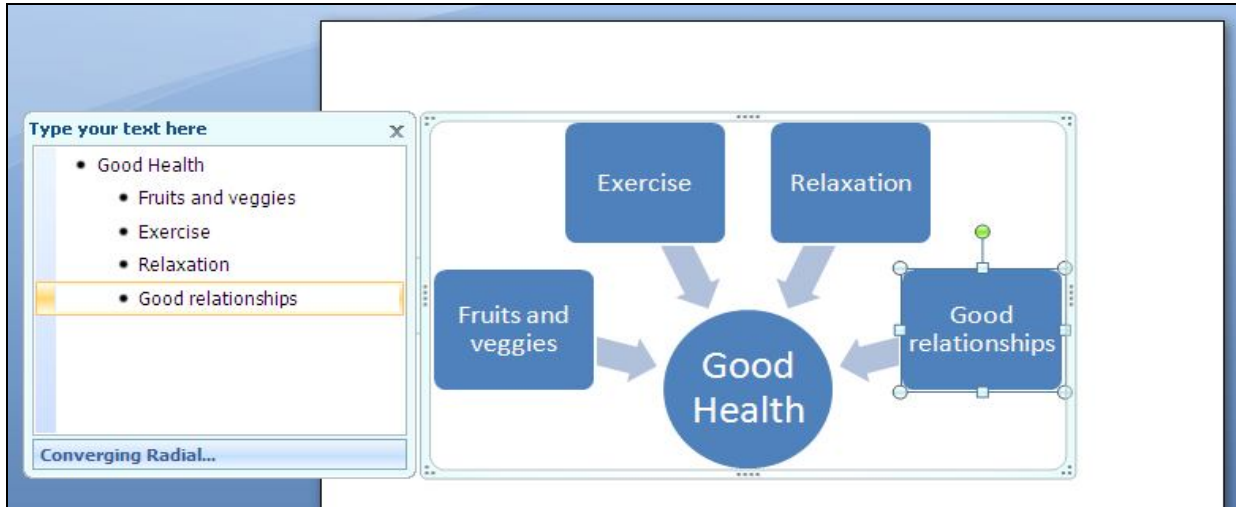 Type your text here
x
Good Health
Fruits and veggies
Exercise
Relaxation
Good relationships
Converging Radial...
Exercise
Relaxation
Fruits and
veggies
Good
relationships
Good
Health